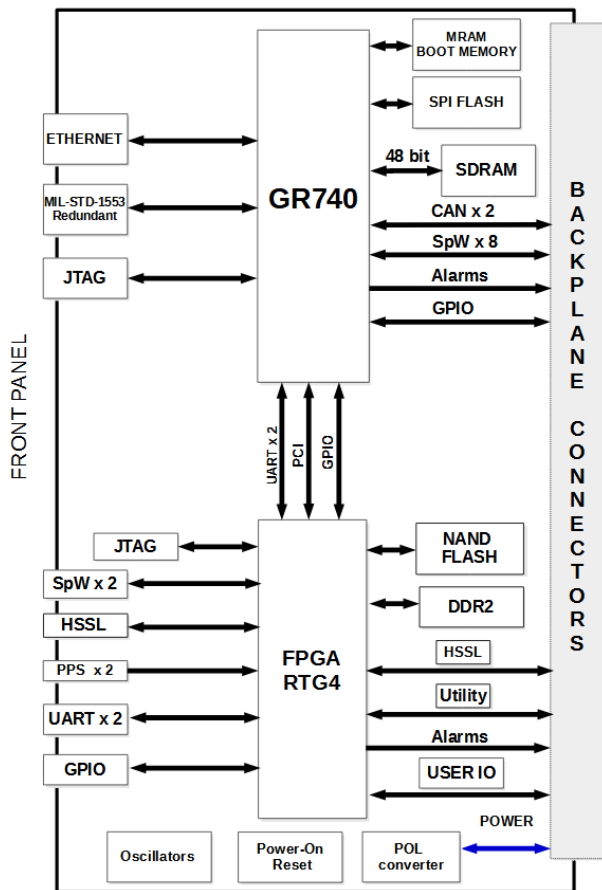 MRAM
BOOT MEMORY
SPI FLASH
ETHERNET
48 bit
SDRAM
MIL-STD-1553
Redundant
GR740
CAN x 2
SpW x 8
JTAG
Alarms
GPIO
FRONT PANEL
BACKPLANE CONNECTORS
UART x 2
PCI
GPIO
JTAG
NAND
FLASH
SpW x 2
DDR2
HSSL
FPGA
RTG4
HSSL
PPS x 2
Utility
UART x 2
Alarms
GPIO
USER IO
POWER
Oscillators
Power-On
Reset
POL
converter